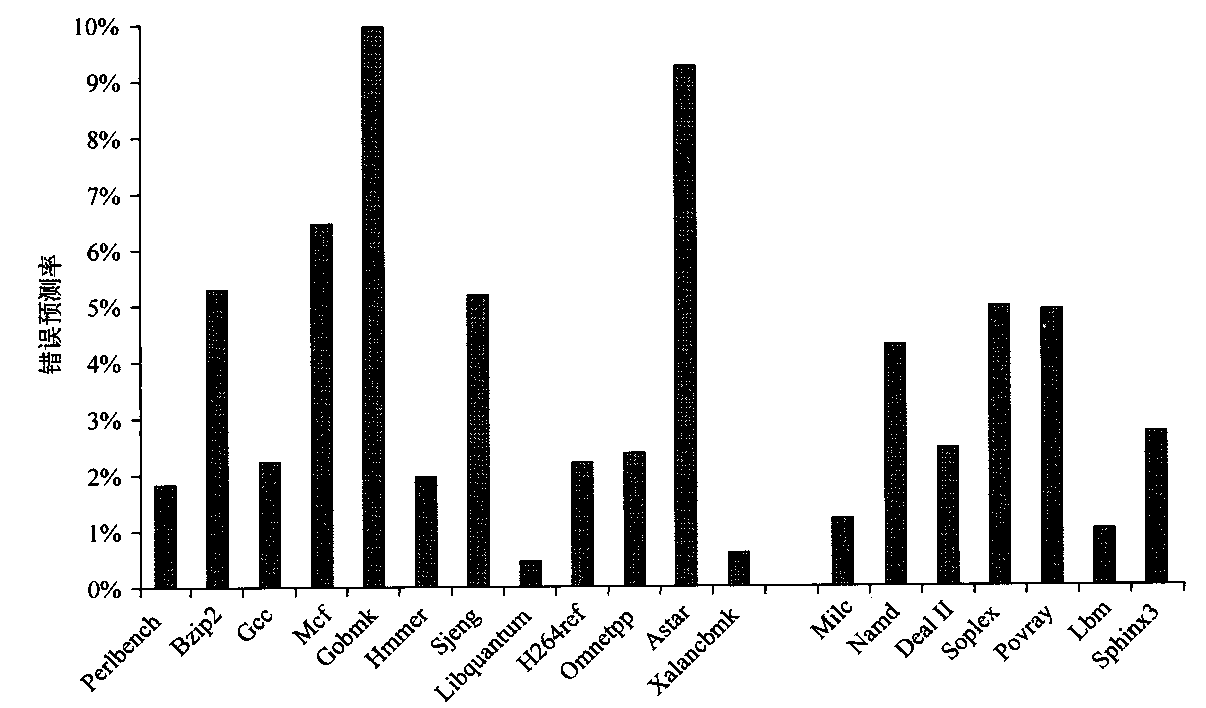 10%
9%
8%
7%
6%
5%
4%
3%
2%
1%
0%
错误预测率
Perlbench
Bzip2
Gcc
Mcf
Gobmk
Hmmer
Sjeng
Libquantum
H264ref
Omnetpp
Astar
Xalancbmk
Milc
Namd
Deal II
Soplex
Povray
Lbm
Sphinx3